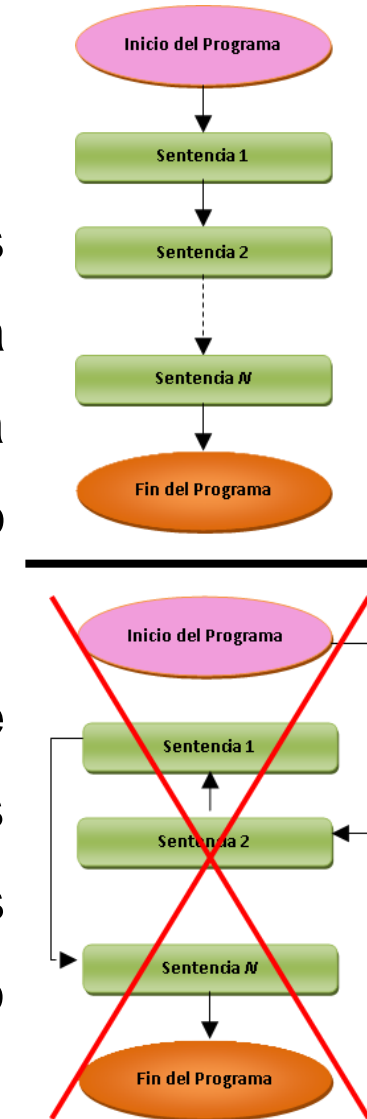 Inicio del Programa
Sentencia 1
s
Sentencia 2
a
a
Sentencia N
Fin del Programa
o
Inicio del Programa
e
Sentencia 1
s
Sentencia 2
s
Sentencia N
o
Fin del Programa